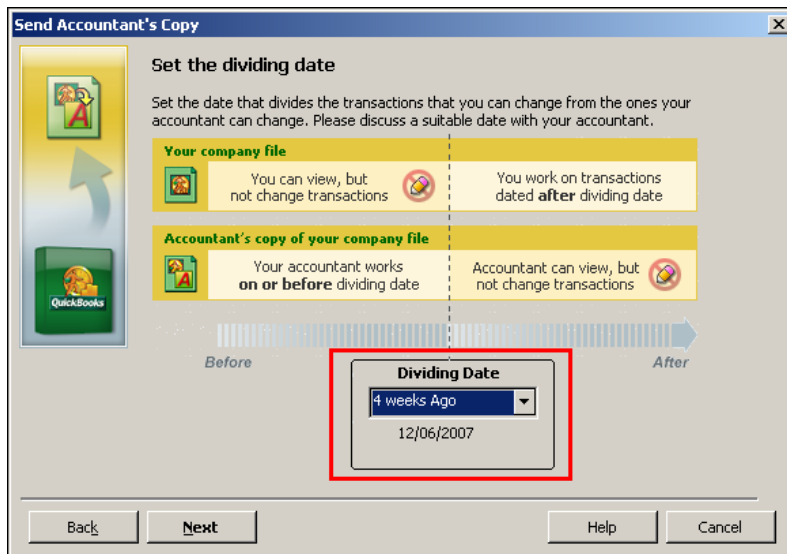 Send Accountant's Copy
Set the dividing date
Set the date that divides the transactions that you can change from the ones your
accountant can change. Please discuss a suitable date with your accountant.
Your company file
You can view, but
not change transactions
You work on transactions
dated after dividing date
Accountant's copy of your company file
Your accountant works
on or before dividing date
Accountant can view, but
not change transactions
QuickBooks
Before
After
Dividing Date
4 weeks Ago
12/06/2007
Back
Next
Help
Cancel